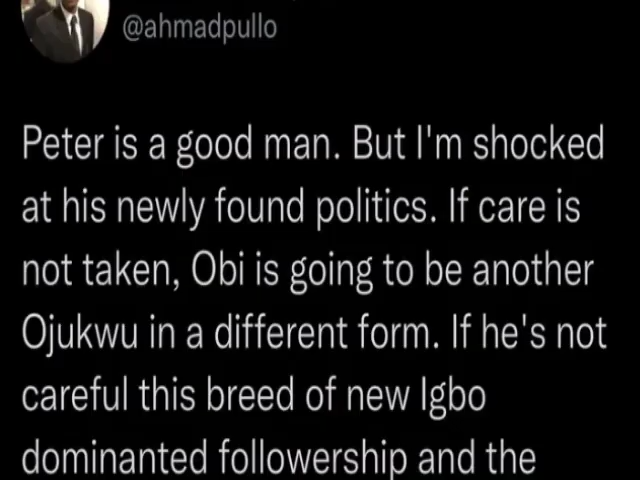 @ahmadpullo
Peter is a good man. But I'm shocked
at his newly found politics. If care is
not taken, Obi is going to be another
Ojukwu in a different form. If he's not
careful this breed of new Igbo
dominanted followership and the